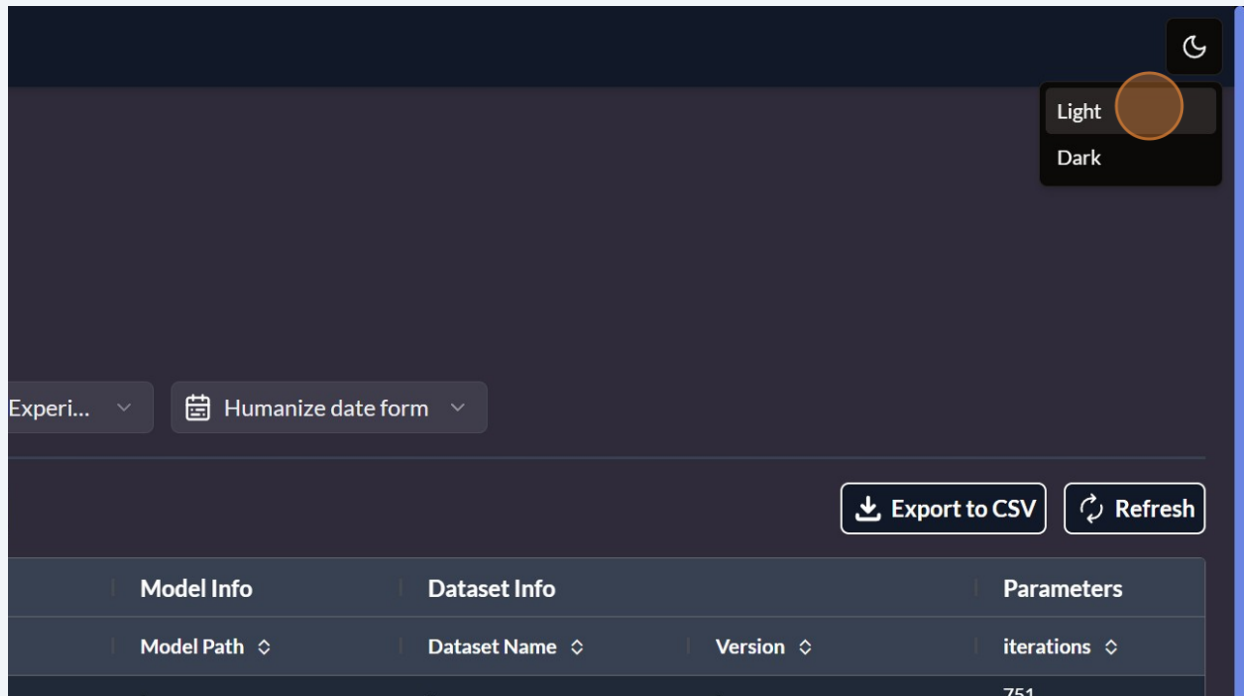 Light
Dark
Experi...
Humanize date form
Export to CSV
Refresh
Model Info
Dataset Info
Parameters
Model Path
Dataset Name
Version
iterations
751